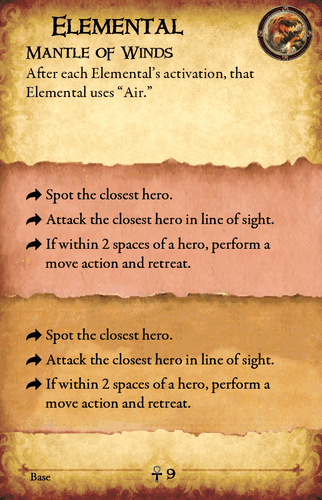 Elemental
Mantle of Winds
After each Elemental's activation, that
Elemental uses “Air.”
Spot the closest hero.
Attack the closest hero in line of sight.
If within 2 spaces of a hero, perform a
move action and retreat.
Spot the closest hero.
Attack the closest hero in line of sight.
If within 2 spaces of a hero, perform a
move action and retreat.
Base
☥ 9